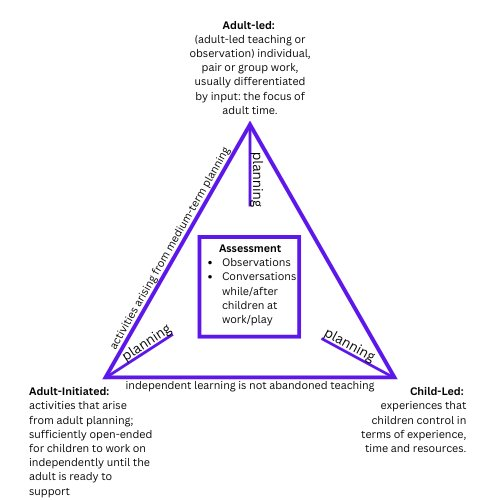 Adult-led:
(adult-led teaching or
observation) individual,
pair or group work,
usually differentiated
by input: the focus of
adult time.
activities arising from medium-term planning
planning
Assessment
• Observations
• Conversations
while/after
children at
work/play
planning
planning
independent learning is not abandoned teaching
Adult-Initiated:
activities that arise
from adult planning;
sufficiently open-ended
for children to work on
independently until the
adult is ready to
support
Child-Led:
experiences that
children control in
terms of experience,
time and resources.